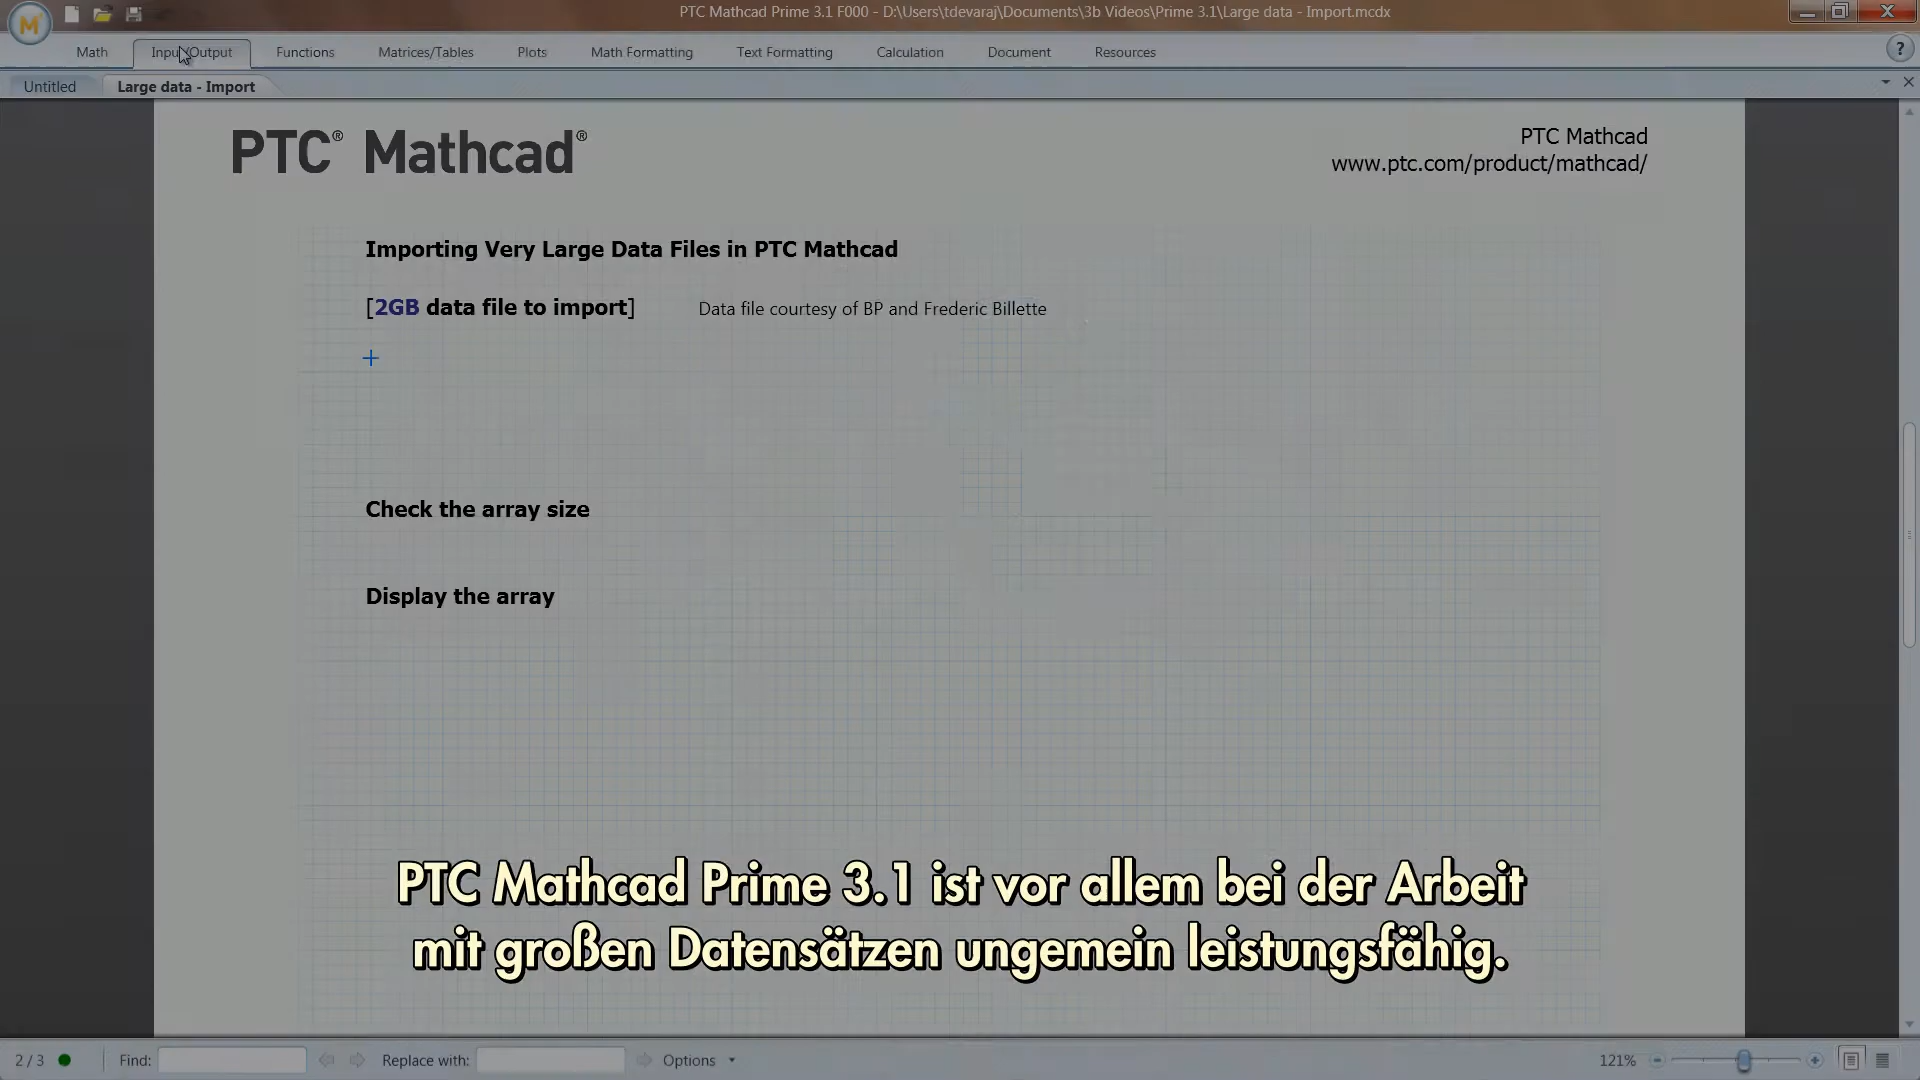 PTC Mathcad Prime 3.1 F000 - D:\Users\tdevaraj\Documents\3b Videos\Prime 3.1\Large data - Import.mcdx
Math Input/Output Functions Matrices/Tables Plots Math Formatting Text Formatting Calculation Document Resources
Untitled Large data - Import
PTC® Mathcad®
PTC Mathcad
www.ptc.com/product/mathcad/
Importing Very Large Data Files in PTC Mathcad
[2GB data file to import] Data file courtesy of BP and Frederic Billette
Check the array size
Display the array
PTC Mathcad Prime 3.1 ist vor allem bei der Arbeit
mit großen Datensätzen ungemein leistungsfähig.
2 / 3 Find: Replace with: Options 121%